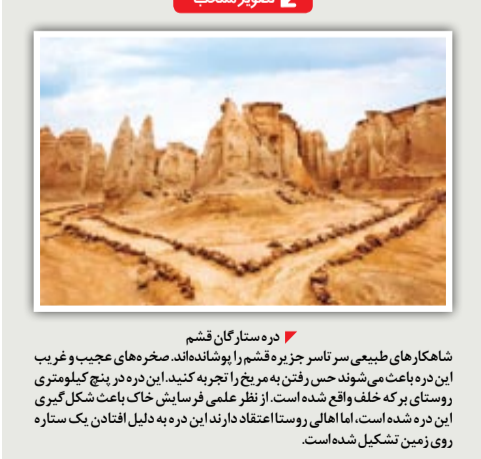 ۲ تصویر منتخب
دره ستارگان قشم
شاهکارهای طبیعی سرتاسر جزیره قشم را پوشانده‌اند. صخره‌های عجیب و غریب
این دره باعث می‌شوند حس رفتن به مریخ را تجربه کنید. این دره در پنج کیلومتری
روستای برکه خلف واقع شده است. از نظر علمی فرسایش خاک باعث شکل گیری
این دره شده است، اما اهالی روستا اعتقاد دارند این دره به دلیل افتادن یک ستاره
روی زمین تشکیل شده است.